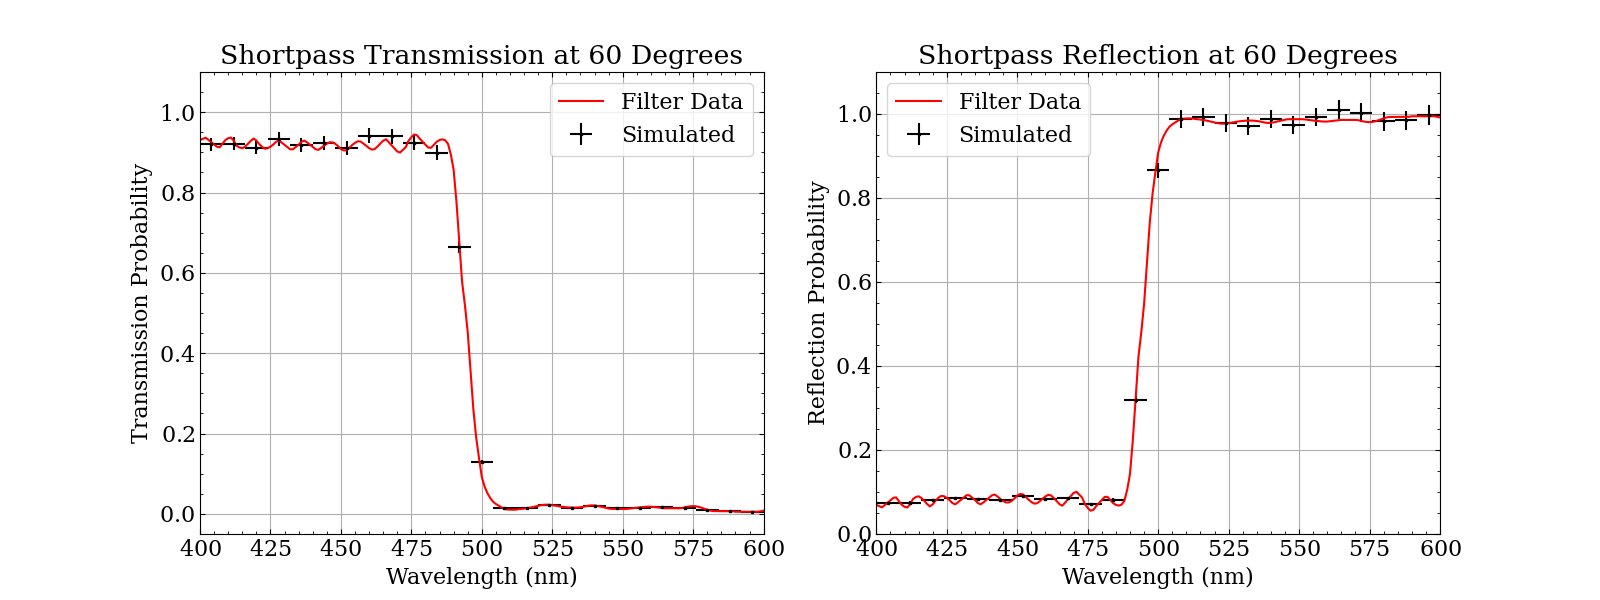 Shortpass Transmission at 60 Degrees
Transmission Probability
1.0
0.8
0.6
0.4
0.2
0.0
Filter Data
Simulated
400 425 450 475 500 525 550 575 600
Wavelength (nm)
Shortpass Reflection at 60 Degrees
Reflection Probability
1.0
0.8
0.6
0.4
0.2
0.0
Filter Data
Simulated
400 425 450 475 500 525 550 575 600
Wavelength (nm)